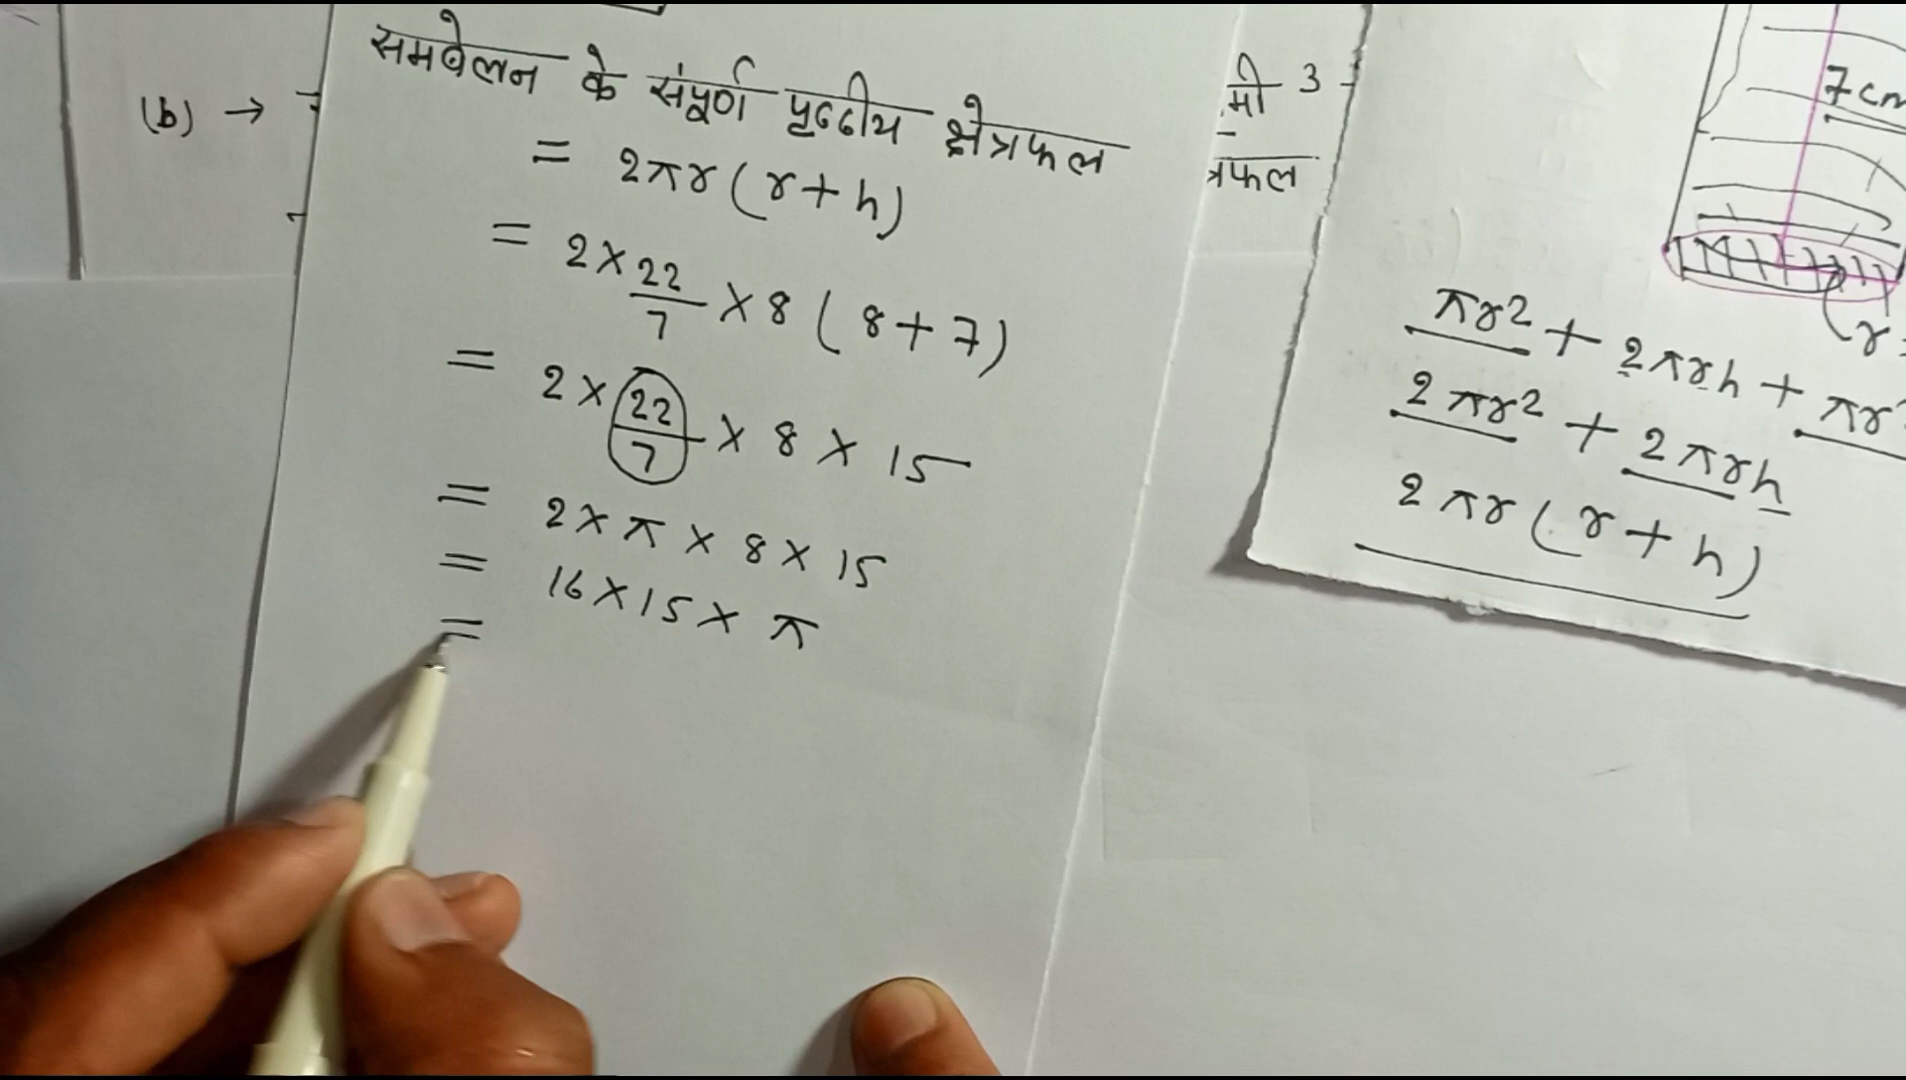 समबेलन के संपूर्ण पृष्ठीय क्षेत्रफल
(b) →
= 2πr(r+h)
= 2×22/7×8(8+7)
= 2×22/7×8×15
= 2×π×8×15
= 16×15×π
=
मी 3
त्रफल
7cm
πr²+2πrh+πr²
2πr²+2πrh
2πr(r+h)